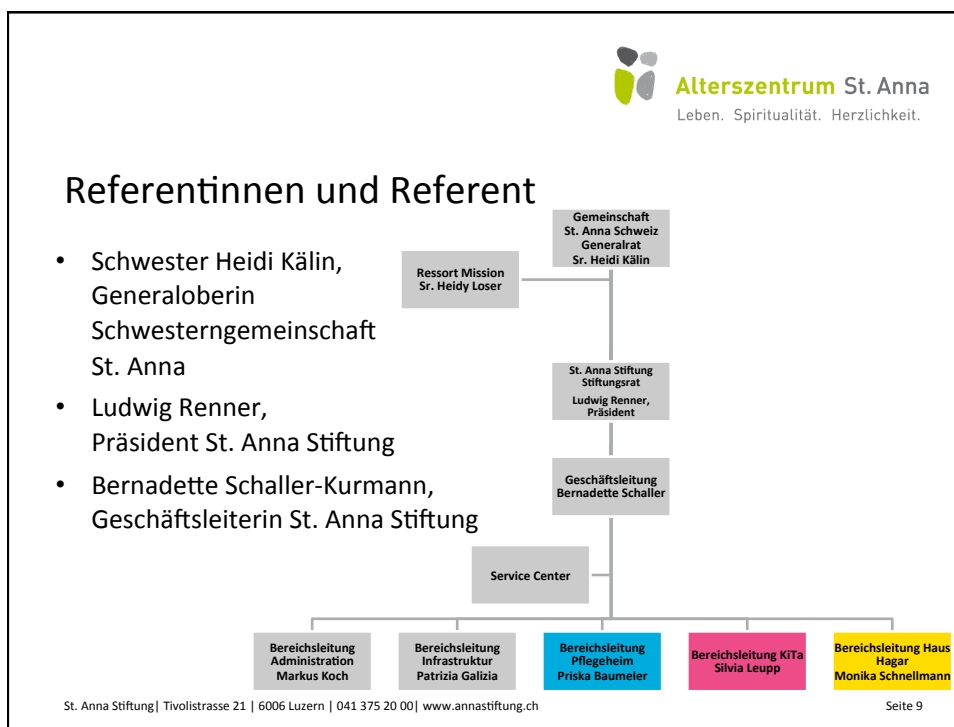 Alterszentrum St. Anna
Leben. Spiritualität. Herzlichkeit.
Referentinnen und Referent
• Schwester Heidi Kälin,
Generaloberin
Schwesterngemeinschaft
St. Anna
• Ludwig Renner,
Präsident St. Anna Stiftung
• Bernadette Schaller-Kurmann,
Geschäftsleiterin St. Anna Stiftung
Gemeinschaft
St. Anna Schweiz
Generalrat
Sr. Heidi Kälin
Ressort Mission
Sr. Heidy Loser
St. Anna Stiftung
Stiftungsrat
Ludwig Renner,
Präsident
Geschäftsleitung
Bernadette Schaller
Service Center
Bereichsleitung
Administration
Markus Koch
Bereichsleitung
Infrastruktur
Patrizia Galizia
Bereichsleitung
Pflegeheim
Priska Baumeler
Bereichsleitung KiTa
Silvia Leupp
Bereichsleitung Haus
Hagar
Monika Schnellmann
St. Anna Stiftung| Tivolistrasse 21 | 6006 Luzern | 041 375 20 00| www.annastiftung.ch
Seite 9